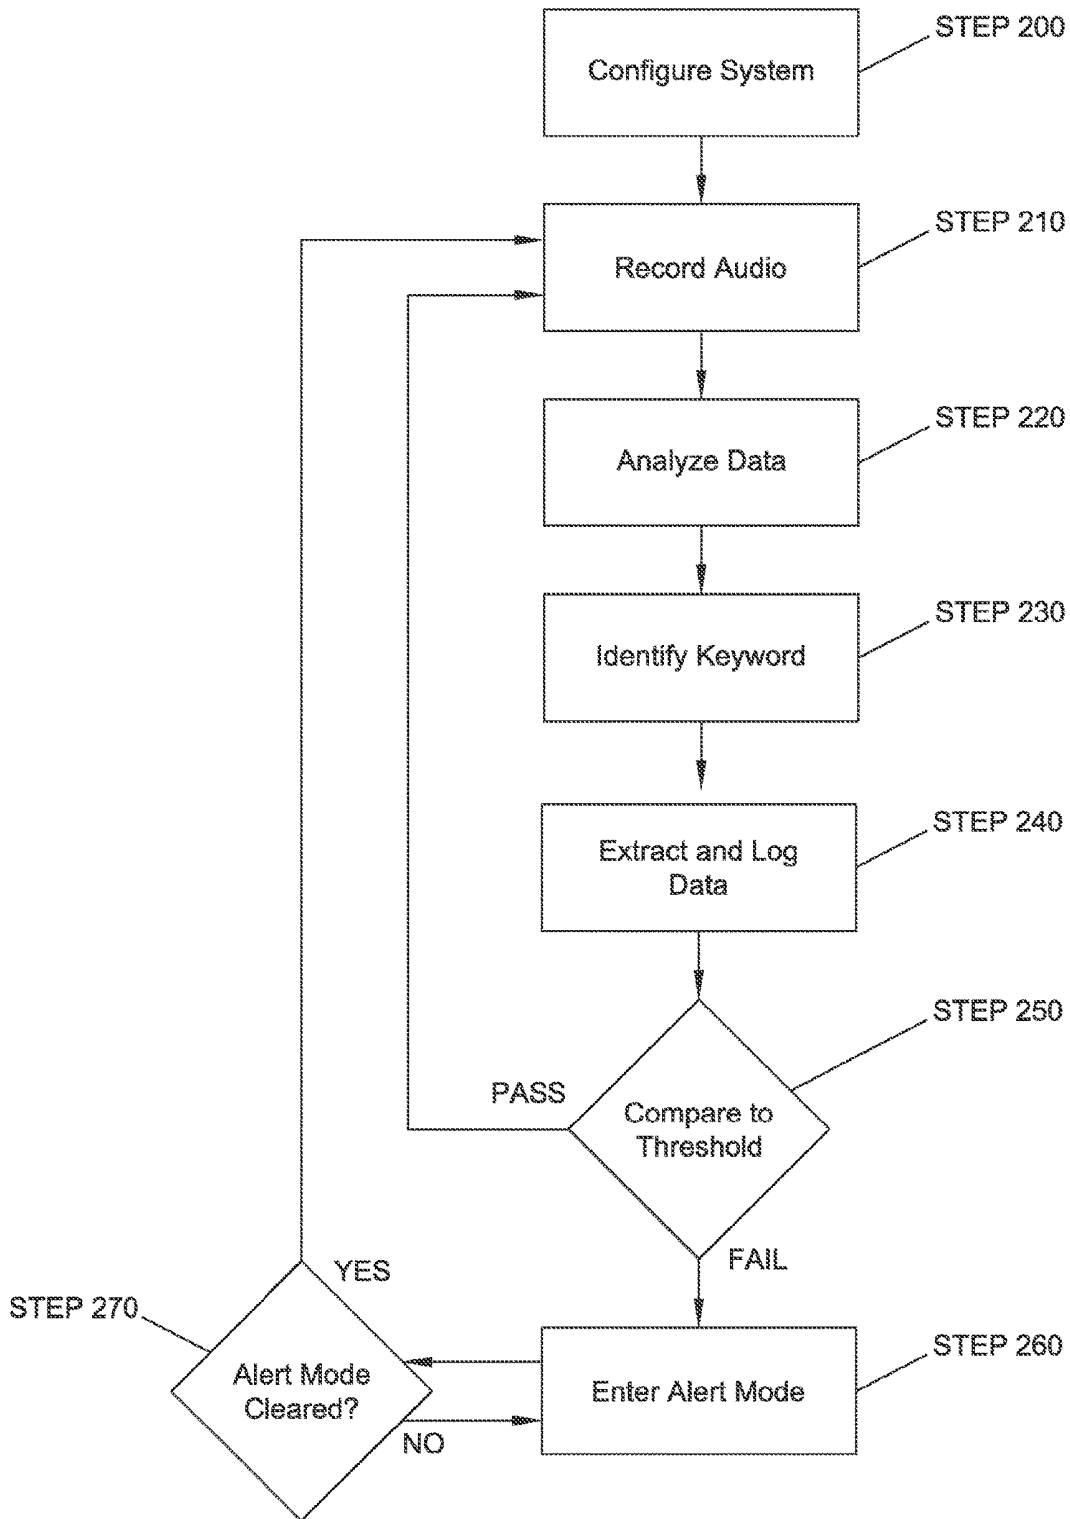 STEP 200
Configure System
STEP 210
Record Audio
STEP 220
Analyze Data
STEP 230
Identify Keyword
STEP 240
Extract and Log
Data
STEP 250
PASS
Compare to
Threshold
FAIL
YES
STEP 270
STEP 260
Alert Mode
Cleared?
Enter Alert Mode
NO